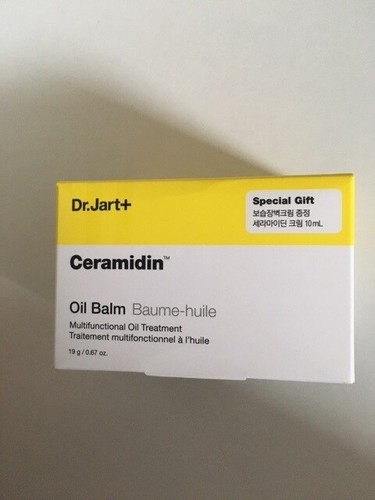 Dr.Jart+
Special Gift
보습장벽크림 증정
세라마이딘 크림 10mL
Ceramidin™
Oil Balm Baume-huile
Multifunctional Oil Treatment
Traitement multifonctionnel à l'huile
19 g / 0.67 oz.